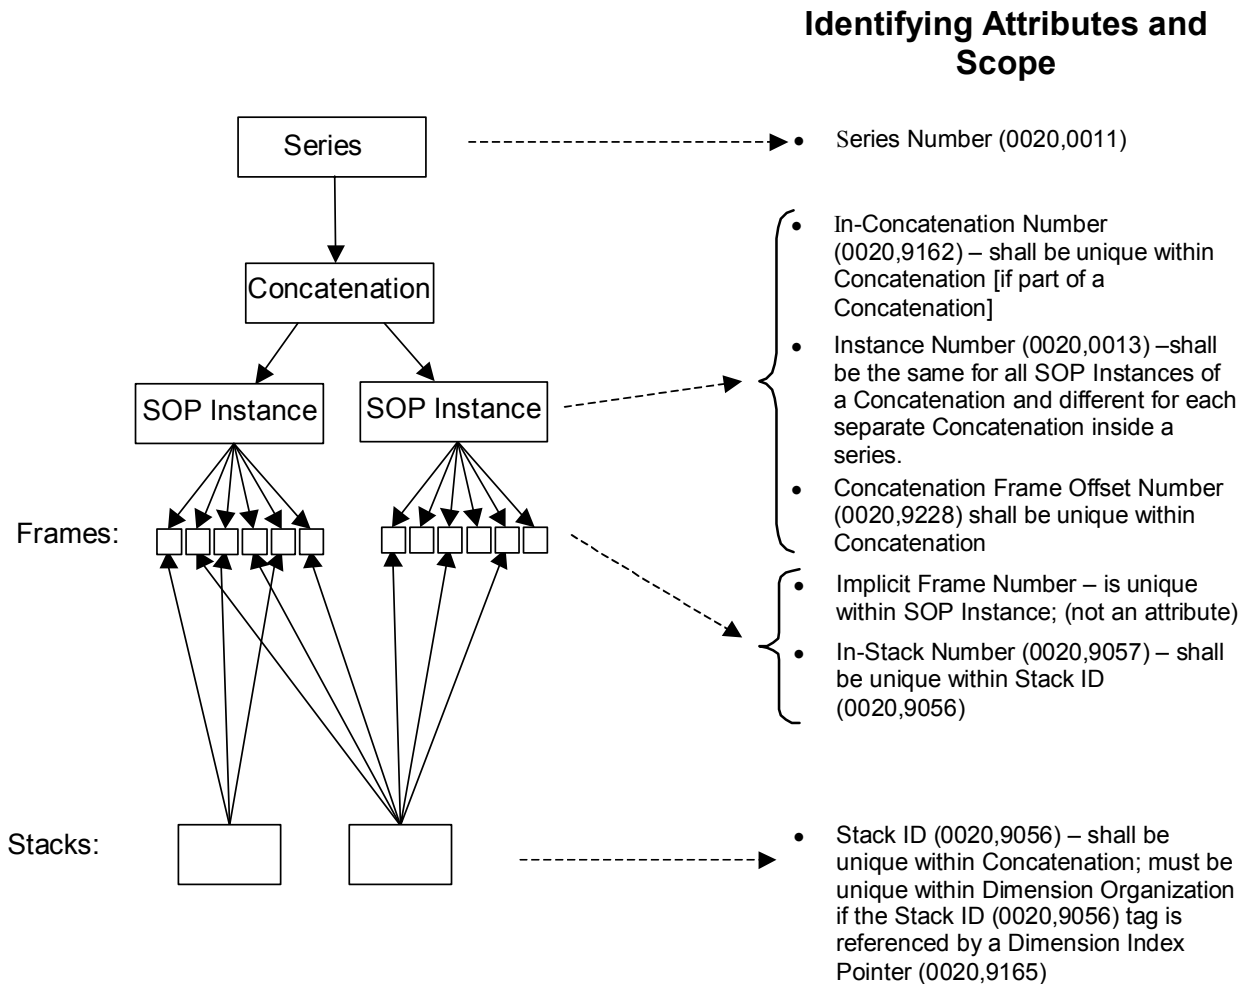 Identifying Attributes and
Scope
Series
• Series Number (0020,0011)
Concatenation
• In-Concatenation Number
(0020,9162) – shall be unique within
Concatenation [if part of a
Concatenation]
SOP Instance
SOP Instance
• Instance Number (0020,0013) –shall
be the same for all SOP Instances of
a Concatenation and different for each
separate Concatenation inside a
series.
• Concatenation Frame Offset Number
(0020,9228) shall be unique within
Concatenation
Frames:
• Implicit Frame Number – is unique
within SOP Instance; (not an attribute)
• In-Stack Number (0020,9057) – shall
be unique within Stack ID
(0020,9056)
Stacks:
• Stack ID (0020,9056) – shall be
unique within Concatenation; must be
unique within Dimension Organization
if the Stack ID (0020,9056) tag is
referenced by a Dimension Index
Pointer (0020,9165)